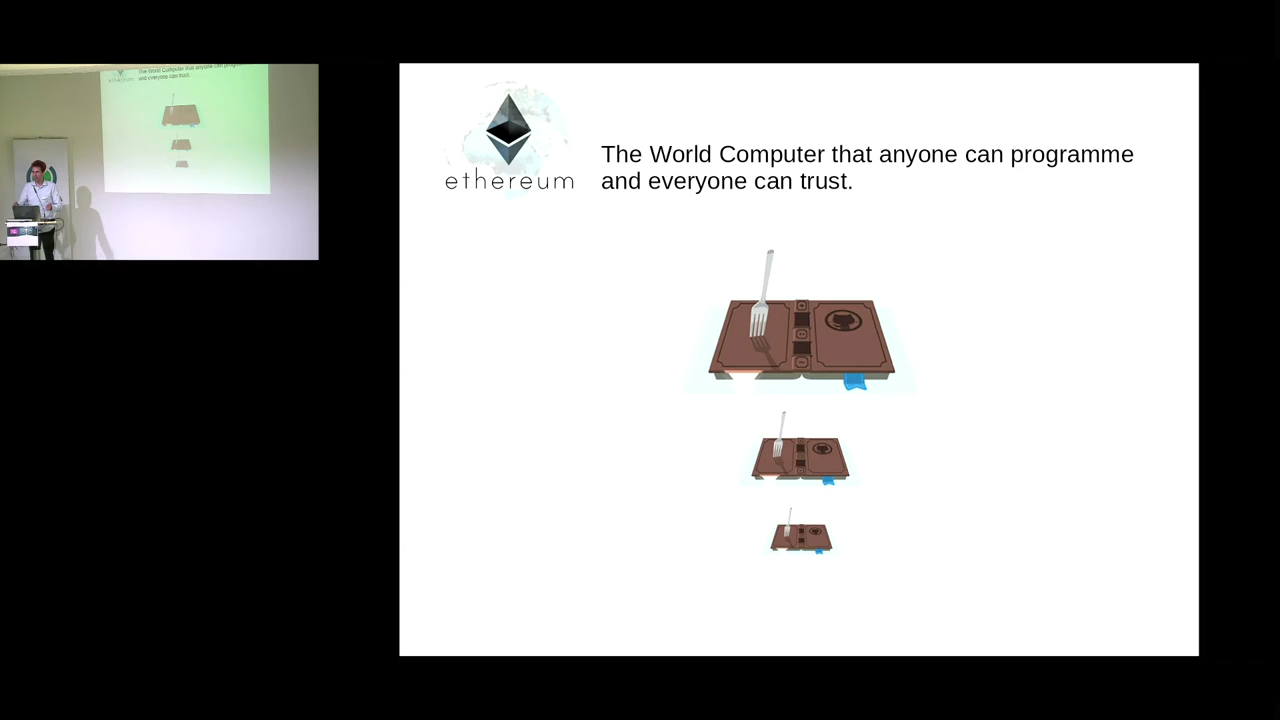 ethereum
The World Computer that anyone can programme
and everyone can trust.